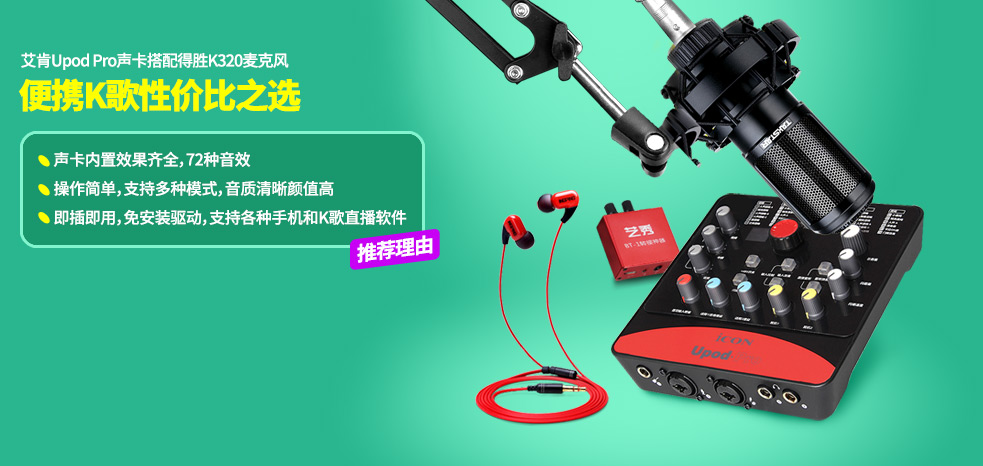 艾肯Upod Pro声卡搭配得胜K320麦克风
便携K歌性价比之选
声卡内置效果齐全，72种音效
操作简单，支持多种模式，音质清晰颜值高
即插即用，免安装驱动，支持各种手机和K歌直播软件
推荐理由
TAKSTAR
艺秀
iCON
Upod